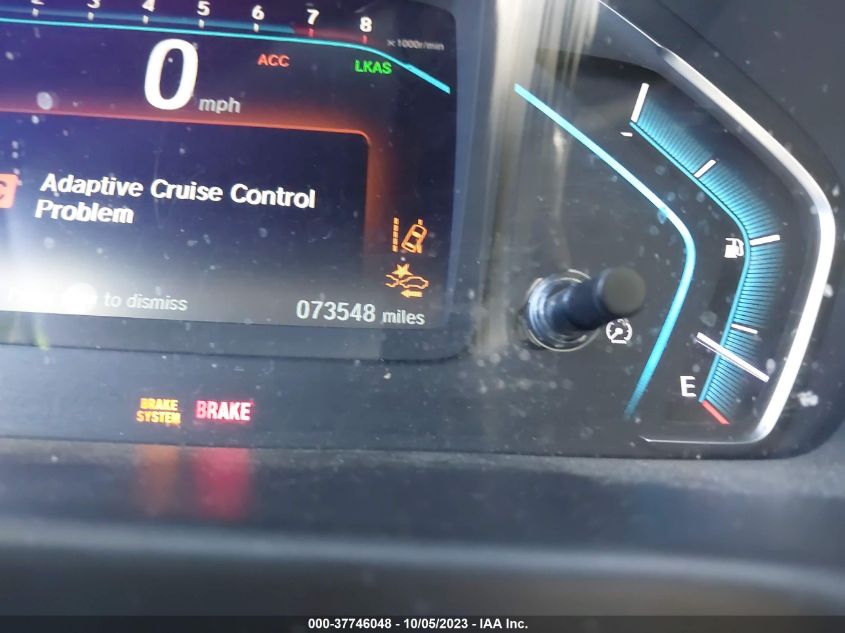 2 3 4 5 6 7 8
x1000r/min
ACC LKAS
0 mph
Adaptive Cruise Control
Problem
to dismiss
073548 miles
E
BRAKE
SYSTEM
BRAKE
000-37746048 - 10/05/2023 - IAA Inc.